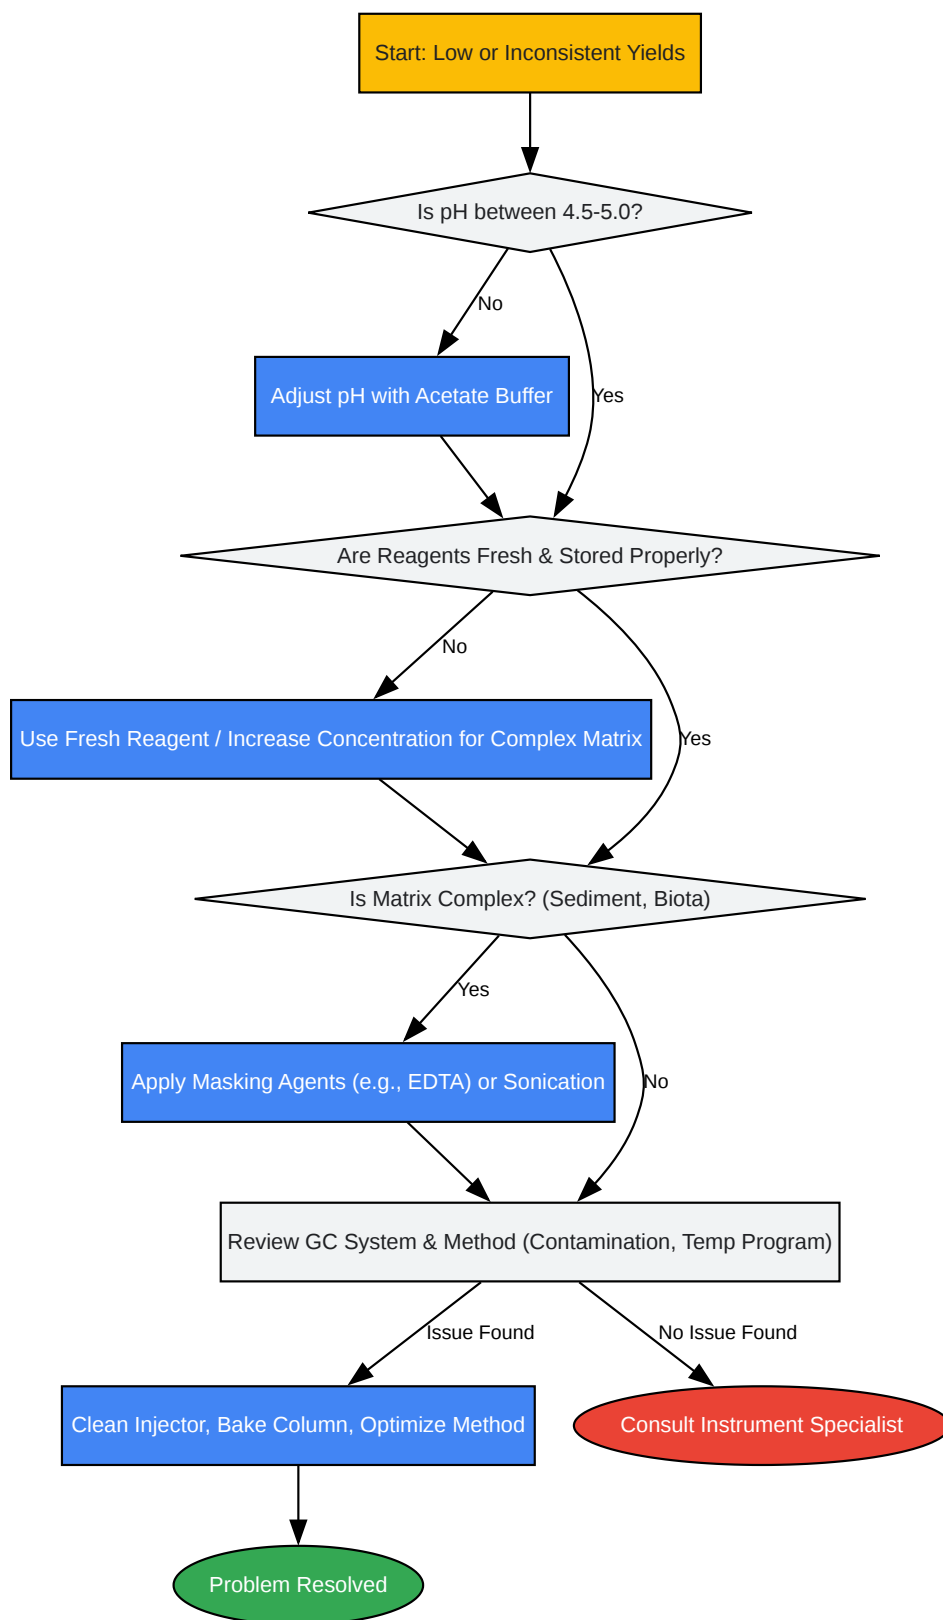 Start: Low or Inconsistent Yields
Is pH between 4.5-5.0?
No
Adjust pH with Acetate Buffer
Yes
Are Reagents Fresh & Stored Properly?
No
Use Fresh Reagent / Increase Concentration for Complex Matrix
Yes
Is Matrix Complex? (Sediment, Biota)
Yes
Apply Masking Agents (e.g., EDTA) or Sonication
No
Review GC System & Method (Contamination, Temp Program)
Issue Found
No Issue Found
Clean Injector, Bake Column, Optimize Method
Consult Instrument Specialist
Problem Resolved